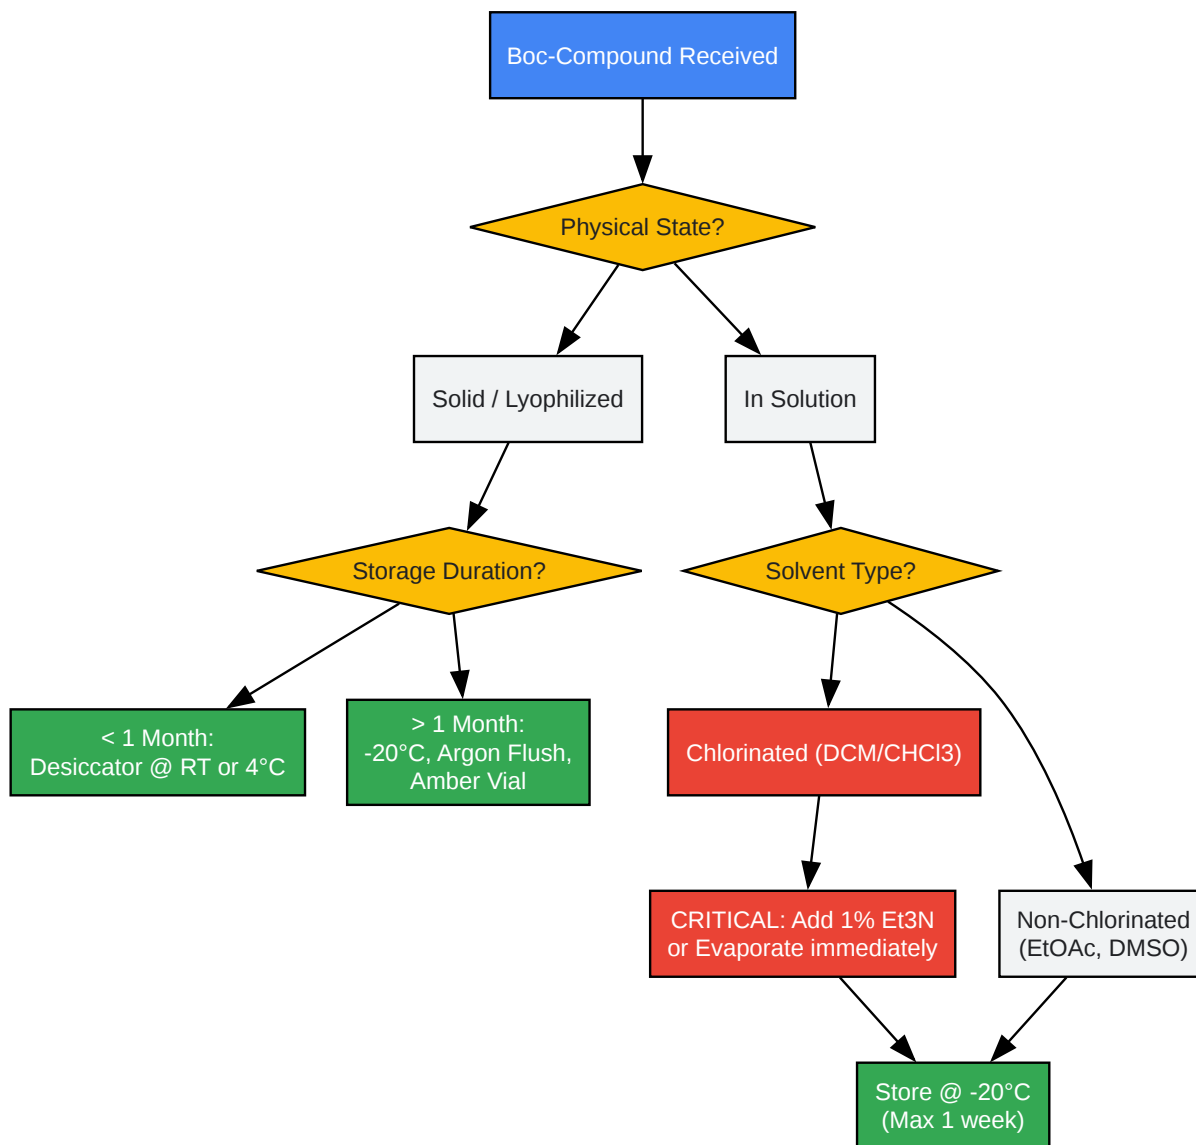 Boc-Compound Received
Physical State?
Solid / Lyophilized
In Solution
Storage Duration?
Solvent Type?
< 1 Month:
Desiccator @ RT or 4°C
> 1 Month:
-20°C, Argon Flush,
Amber Vial
Chlorinated (DCM/CHCl3)
CRITICAL: Add 1% Et3N
or Evaporate immediately
Non-Chlorinated
(EtOAc, DMSO)
Store @ -20°C
(Max 1 week)